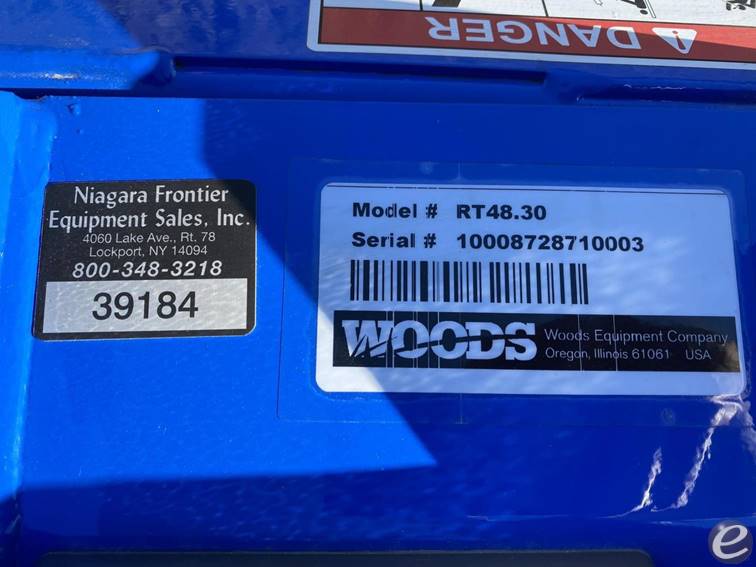 DANGER
Niagara Frontier
Equipment Sales, Inc.
4060 Lake Ave., Rt. 78
Lockport, NY 14094
800-348-3218
39184
Model # RT48.30
Serial # 10008728710003
WOODS
Woods Equipment Company
Oregon, Illinois 61061 USA
e